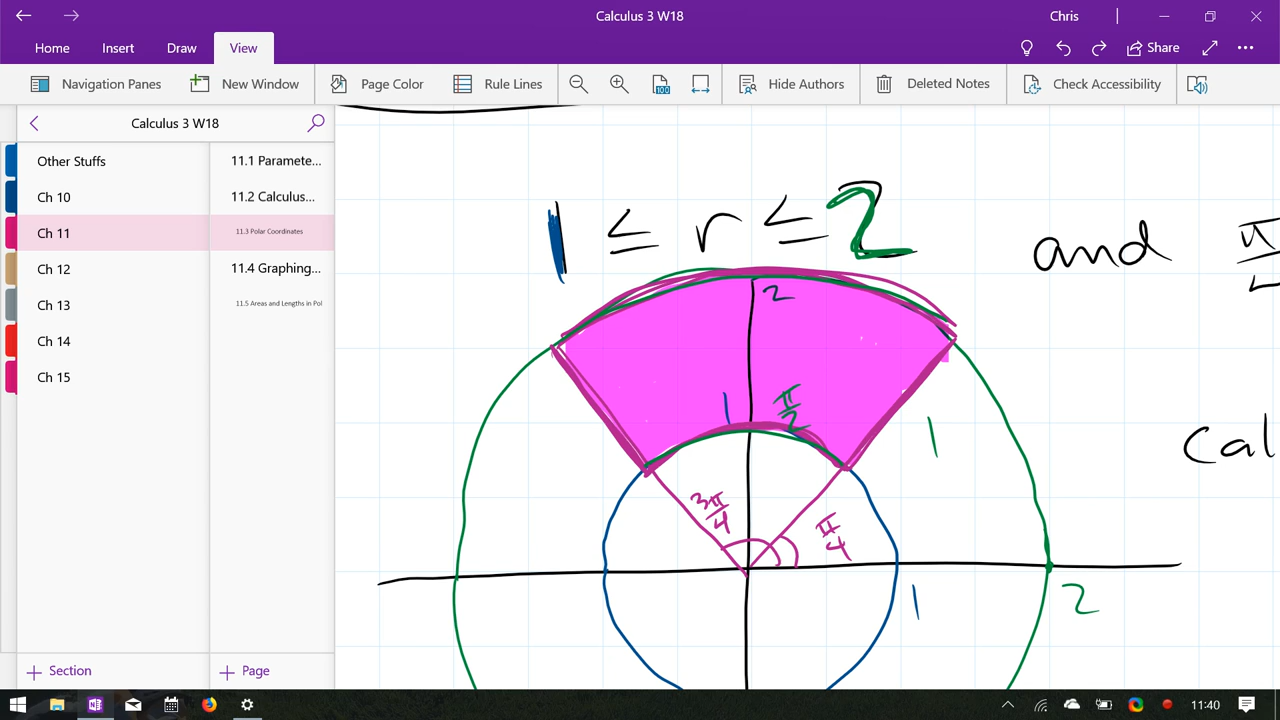 Calculus 3 W18
Chris
Home Insert Draw View
Share
Navigation Panes New Window Page Color Rule Lines 100 Hide Authors Deleted Notes Check Accessibility
Calculus 3 W18
Other Stuffs
Ch 10
Ch 11
Ch 12
Ch 13
Ch 14
Ch 15
Section
11.1 Paramete...
11.2 Calculus...
11.3 Polar Coordinates
11.4 Graphing...
11.5 Areas and Lengths in Pol
Page
1 ≤ r ≤ 2 and π
2
1 π/2
1
Cal
3π/4 π/4
1 2
11:40